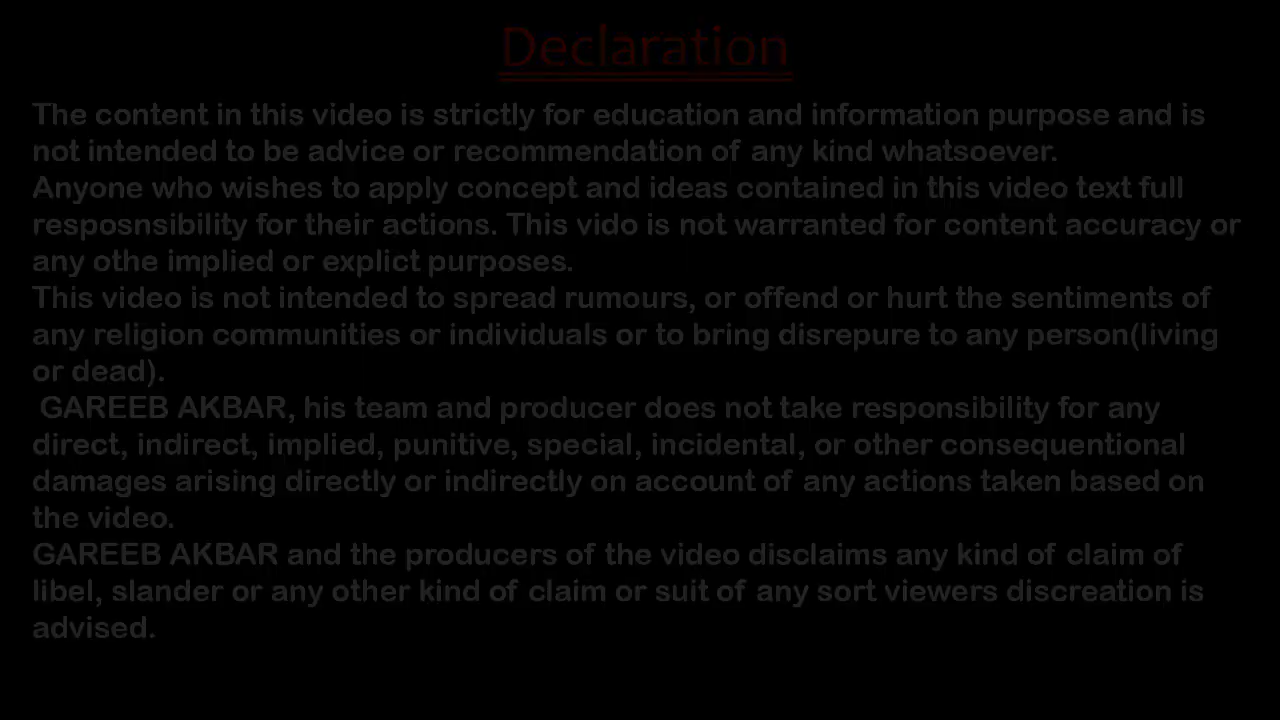 Declaration
The content in this video is strictly for education and information purpose and is
not intended to be advice or recommendation of any kind whatsoever.
Anyone who wishes to apply concept and ideas contained in this video text full
resposnsibility for their actions. This vido is not warranted for content accuracy or
any othe implied or explict purposes.
This video is not intended to spread rumours, or offend or hurt the sentiments of
any religion communities or individuals or to bring disrepure to any person(living
or dead).
GAREEB AKBAR, his team and producer does not take responsibility for any
direct, indirect, implied, punitive, special, incidental, or other consequentional
damages arising directly or indirectly on account of any actions taken based on
the video.
GAREEB AKBAR and the producers of the video disclaims any kind of claim of
libel, slander or any other kind of claim or suit of any sort viewers discreation is
advised.